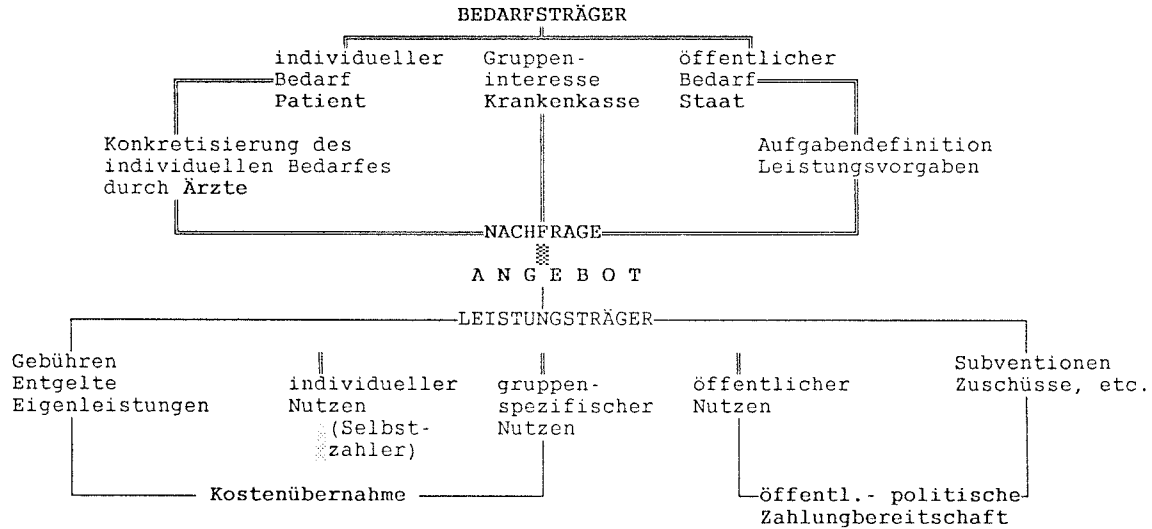 BEDARFSTRÄGER
individueller
Bedarf
Patient
Gruppen-
interesse
Krankenkasse
öffentlicher
Bedarf
Staat
Konkretisierung des
individuellen Bedarfes
durch Ärzte
Aufgabendefinition
Leistungsvorgaben
NACHFRAGE
A N G E B O T
LEISTUNGSTRÄGER
Gebühren
Entgelte
Eigenleistungen
individueller
Nutzen
(Selbst-
zahler)
gruppen-
spezifischer
Nutzen
öffentlicher
Nutzen
Subventionen
Zuschüsse, etc.
Kostenübernahme
öffentl.- politische
Zahlungbereitschaft